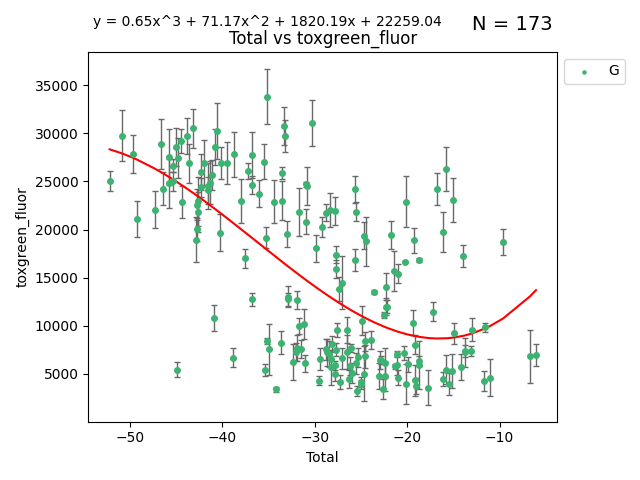 y = 0.65x^3 + 71.17x^2 + 1820.19x + 22259.04
N = 173
Total vs toxgreen_fluor
G
35000
30000
25000
20000
15000
10000
5000
toxgreen_fluor
−50
−40
−30
−20
−10
Total